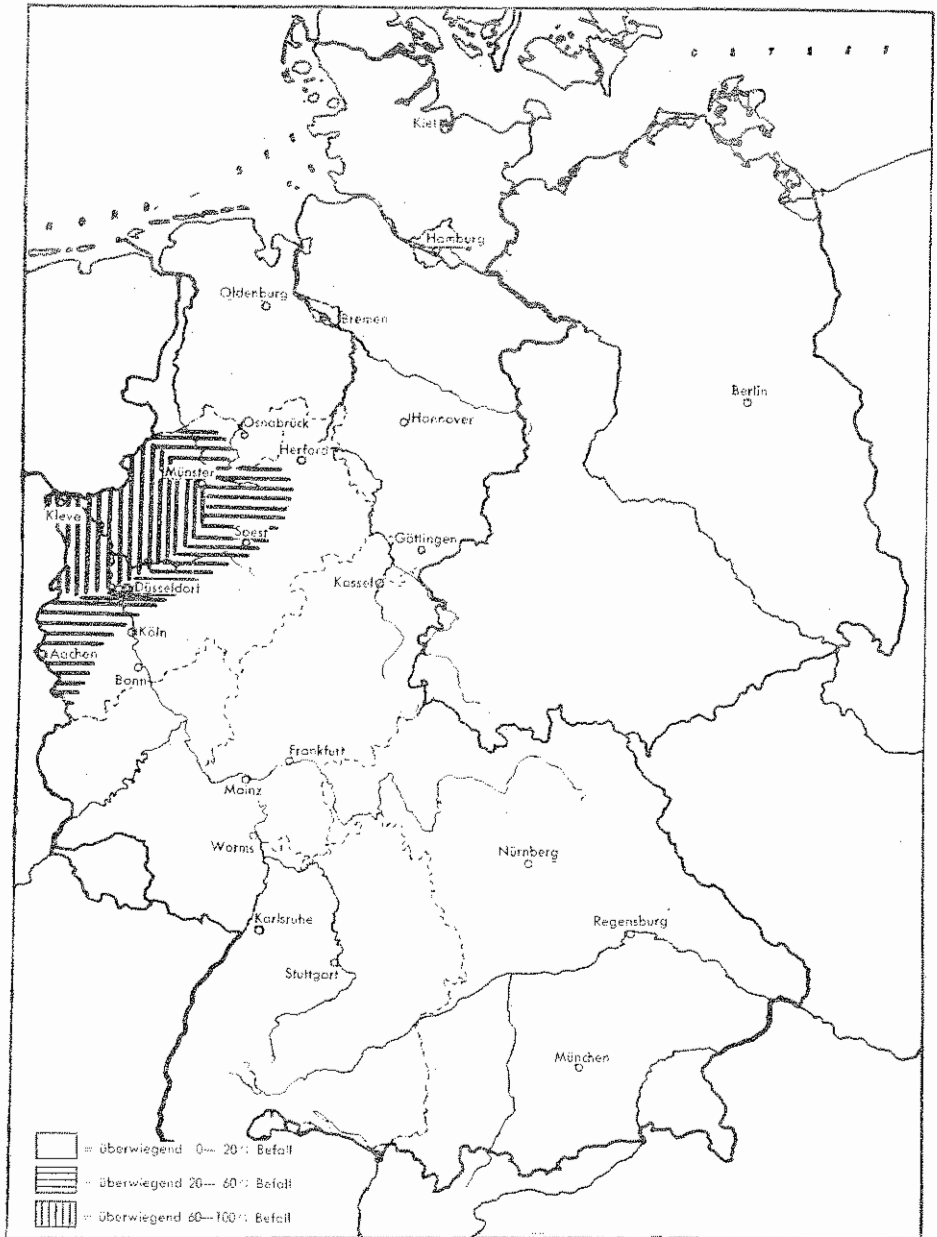 O S T S E E
Kiel
N O R D S E E
Hamburg
Oldenburg
Bremen
Berlin
Osnabrück
Hannover
Herford
Münster
Kleve
Soest
Göttingen
Düsseldorf
Kassel
Köln
Aachen
Bonn
Frankfurt
Mainz
Worms
Nürnberg
Karlsruhe
Regensburg
Stuttgart
München
= überwiegend 0— 20% Befall
= überwiegend 20— 60% Befall
= überwiegend 60—100% Befall